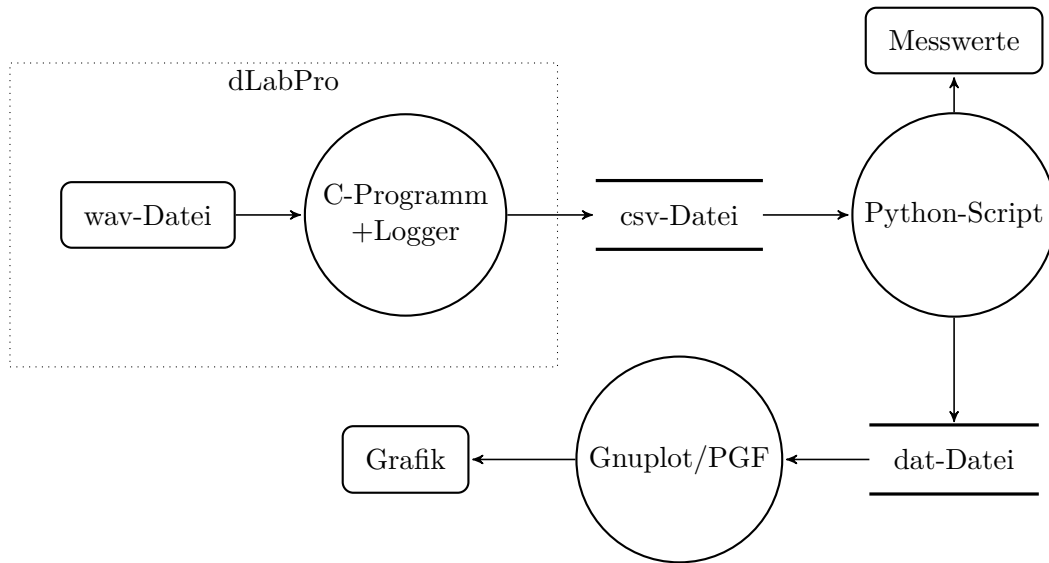 Messwerte
dLabPro
wav-Datei
C-Programm
+Logger
csv-Datei
Python-Script
Grafik
Gnuplot/PGF
dat-Datei